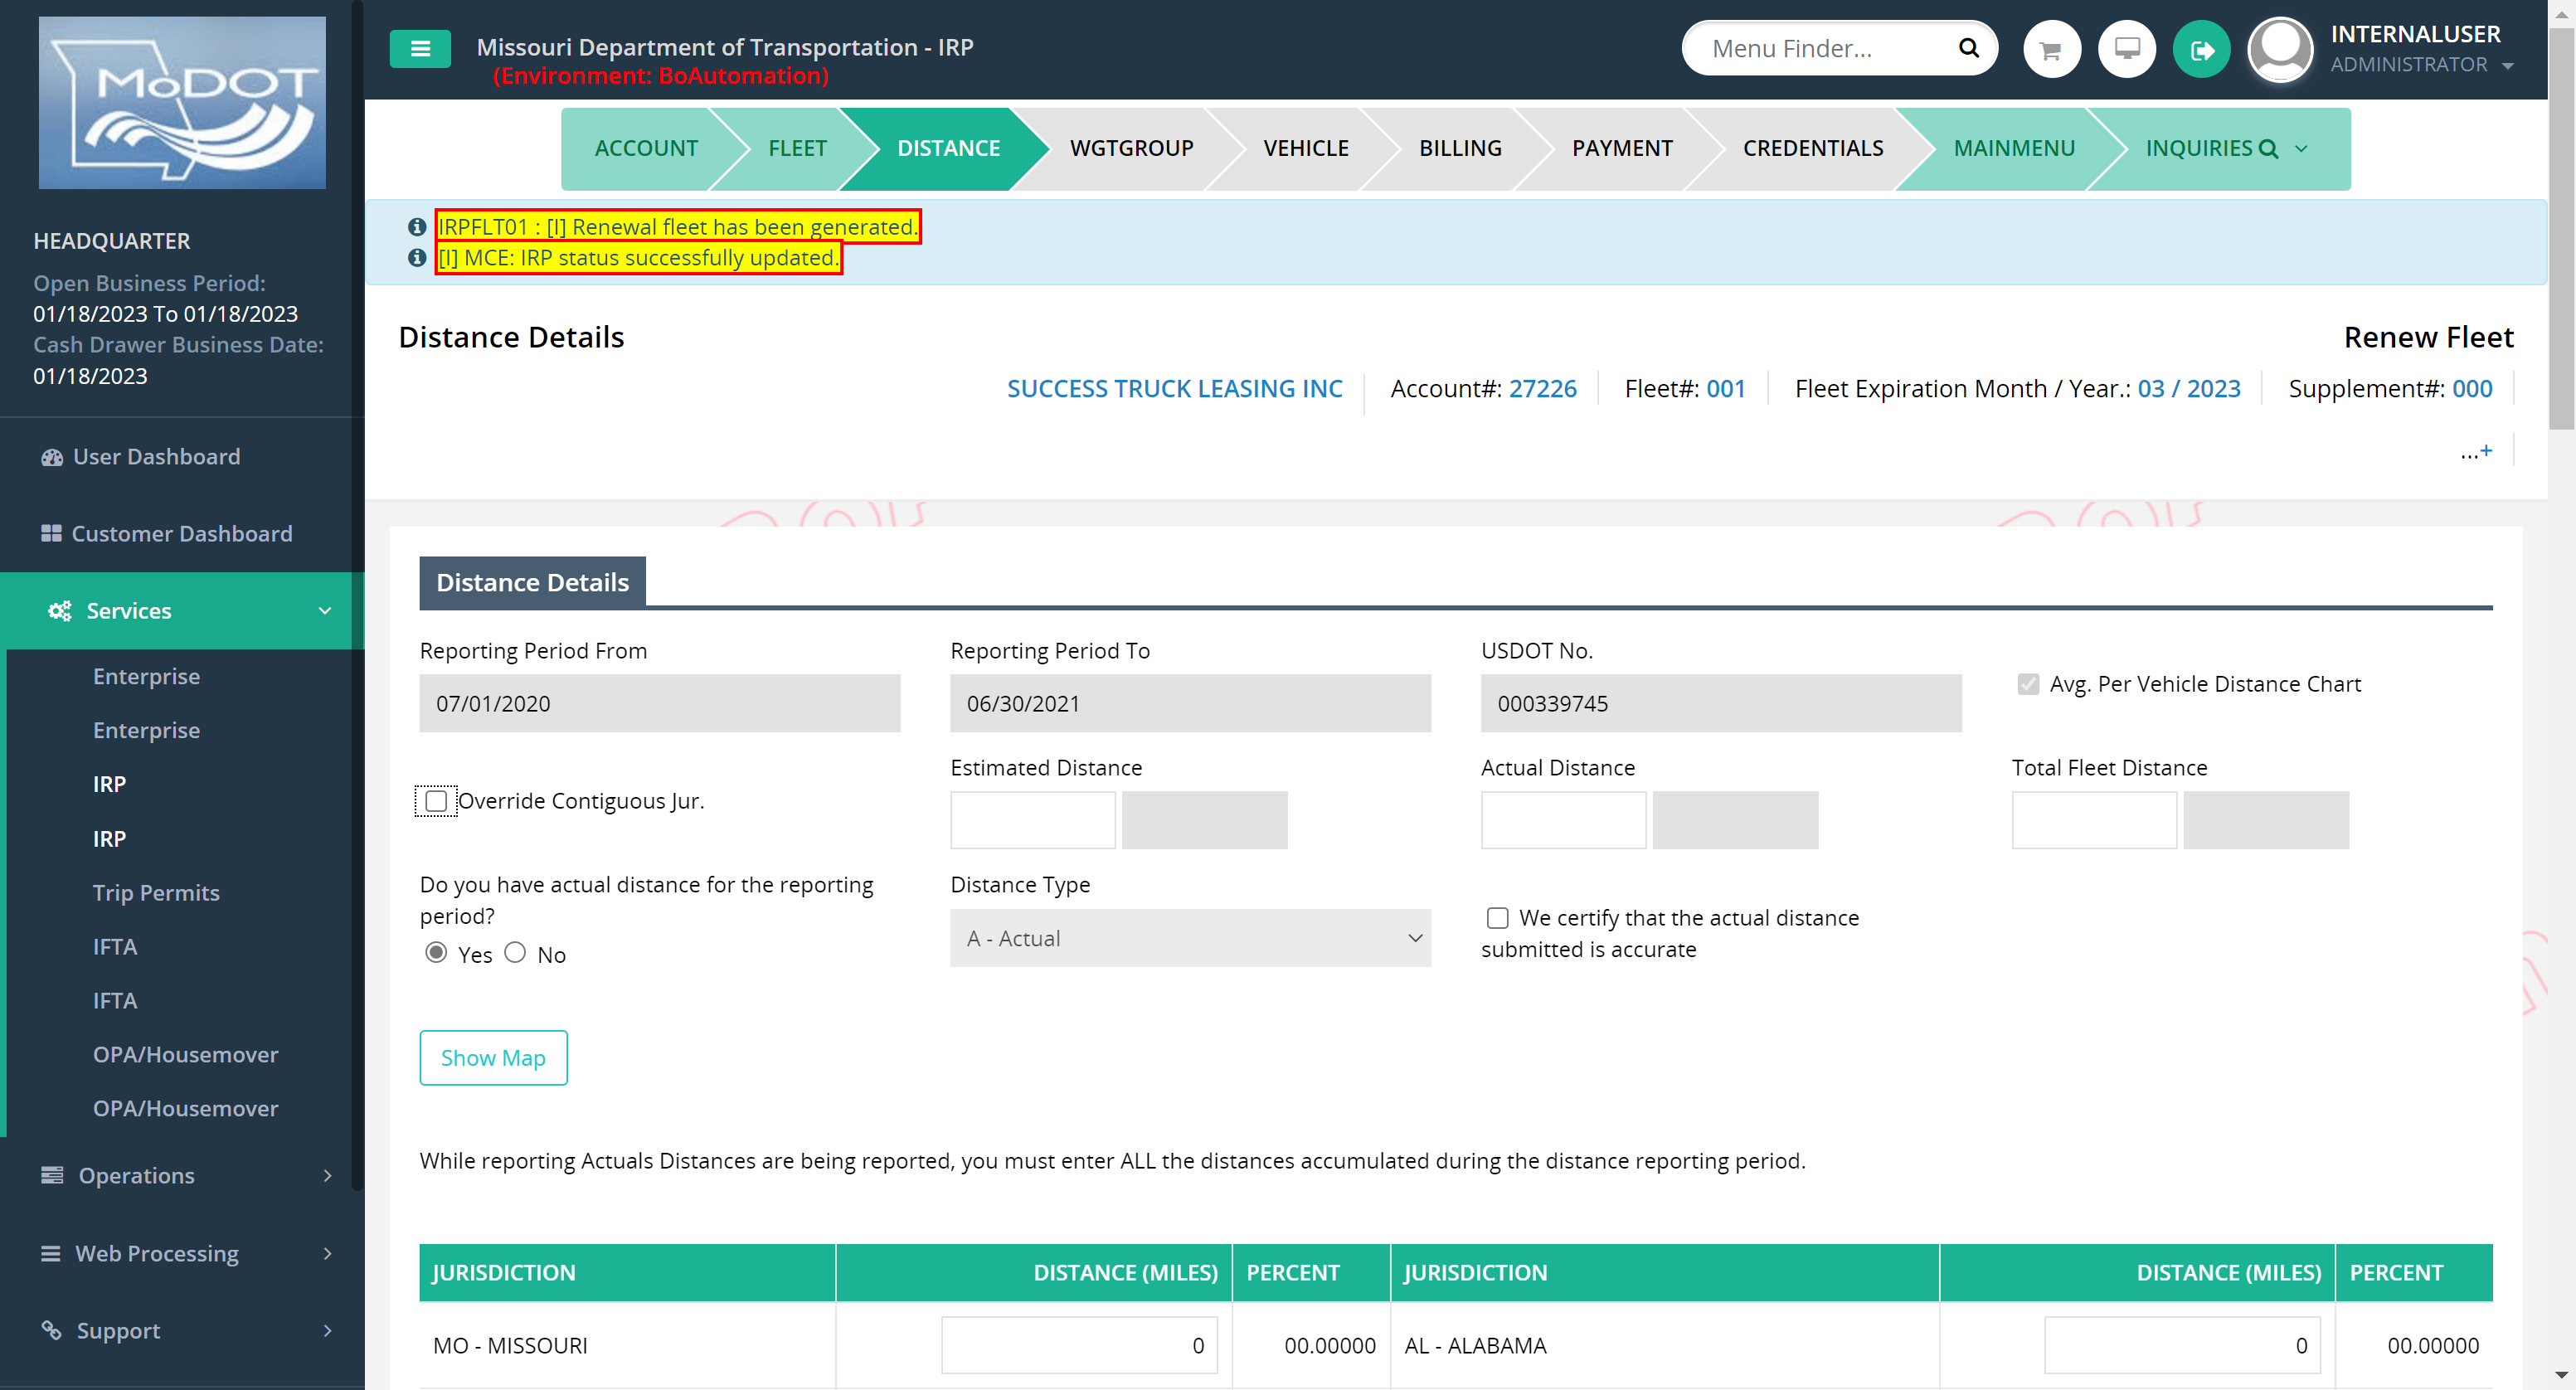 MoDOT
Missouri Department of Transportation - IRP
(Environment: BoAutomation)
Menu Finder...
INTERNALUSER
ADMINISTRATOR
HEADQUARTER
Open Business Period:
01/18/2023 To 01/18/2023
Cash Drawer Business Date:
01/18/2023
User Dashboard
Customer Dashboard
Services
Enterprise
Enterprise
IRP
IRP
Trip Permits
IFTA
IFTA
OPA/Housemover
OPA/Housemover
Operations
Web Processing
Support
ACCOUNT FLEET DISTANCE WGTGROUP VEHICLE BILLING PAYMENT CREDENTIALS MAINMENU INQUIRIES
IRPFLT01 : [I] Renewal fleet has been generated.
[I] MCE: IRP status successfully updated.
Distance Details Renew Fleet
SUCCESS TRUCK LEASING INC Account#: 27226 Fleet#: 001 Fleet Expiration Month / Year.: 03 / 2023 Supplement#: 000
...+
Distance Details
Reporting Period From Reporting Period To USDOT No.
07/01/2020 06/30/2021 000339745 Avg. Per Vehicle Distance Chart
Estimated Distance Actual Distance Total Fleet Distance
Override Contiguous Jur.
Do you have actual distance for the reporting
period?
Yes No
Distance Type
A - Actual
We certify that the actual distance
submitted is accurate
Show Map
While reporting Actuals Distances are being reported, you must enter ALL the distances accumulated during the distance reporting period.
JURISDICTION DISTANCE (MILES) PERCENT JURISDICTION DISTANCE (MILES) PERCENT
MO - MISSOURI 0 00.00000 AL - ALABAMA 0 00.00000